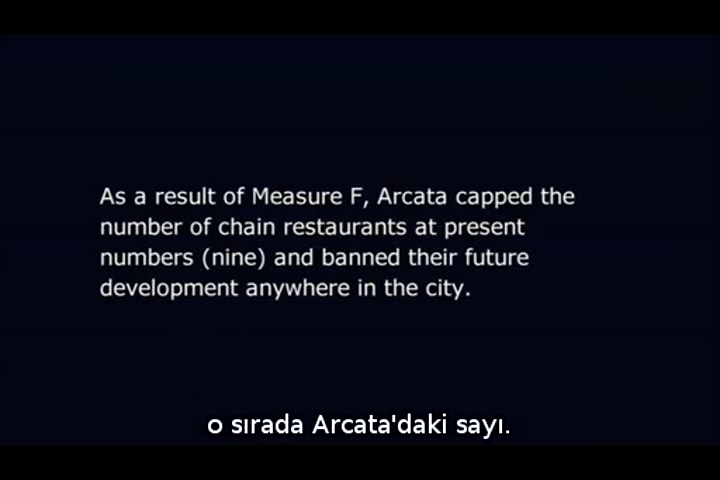 As a result of Measure F, Arcata capped the
number of chain restaurants at present
numbers (nine) and banned their future
development anywhere in the city.
o sırada Arcata'daki sayı.